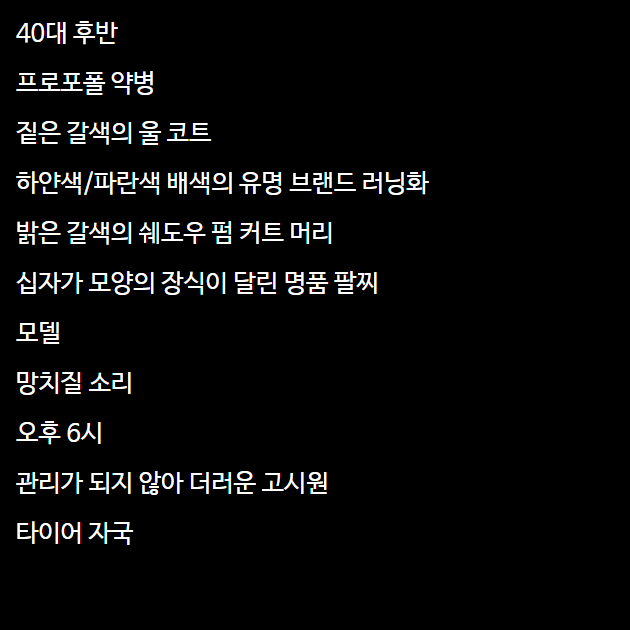 40대 후반
프로포폴 약병
짙은 갈색의 울 코트
하얀색/파란색 배색의 유명 브랜드 러닝화
밝은 갈색의 쉐도우 펌 커트 머리
십자가 모양의 장식이 달린 명품 팔찌
모델
망치질 소리
오후 6시
관리가 되지 않아 더러운 고시원
타이어 자국